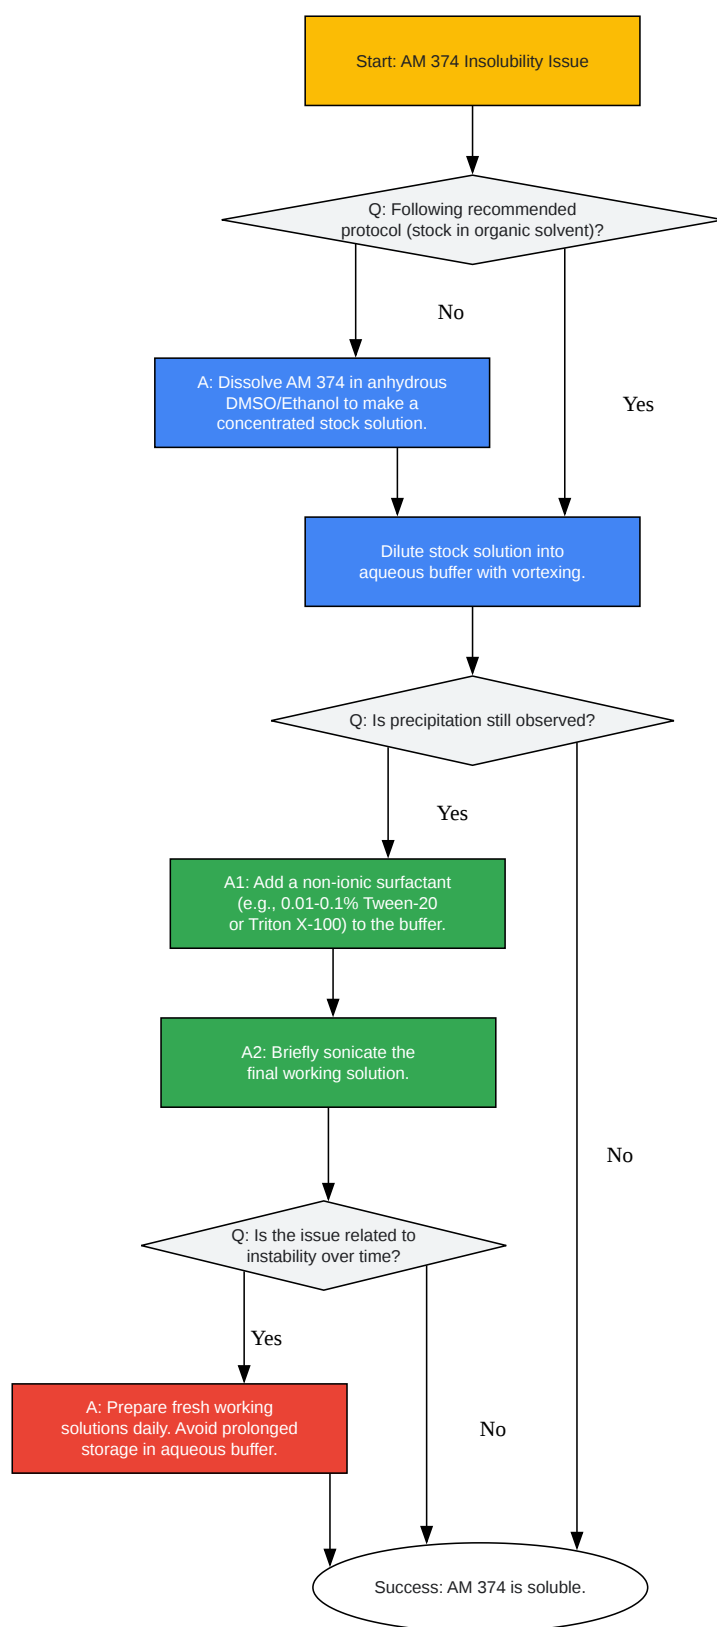 Start: AM 374 Insolubility Issue
Q: Following recommended
protocol (stock in organic solvent)?
No
A: Dissolve AM 374 in anhydrous
DMSO/Ethanol to make a
concentrated stock solution.
Yes
Dilute stock solution into
aqueous buffer with vortexing.
Q: Is precipitation still observed?
Yes
A1: Add a non-ionic surfactant
(e.g., 0.01-0.1% Tween-20
or Triton X-100) to the buffer.
A2: Briefly sonicate the
final working solution.
No
Q: Is the issue related to
instability over time?
Yes
A: Prepare fresh working
solutions daily. Avoid prolonged
storage in aqueous buffer.
No
Success: AM 374 is soluble.